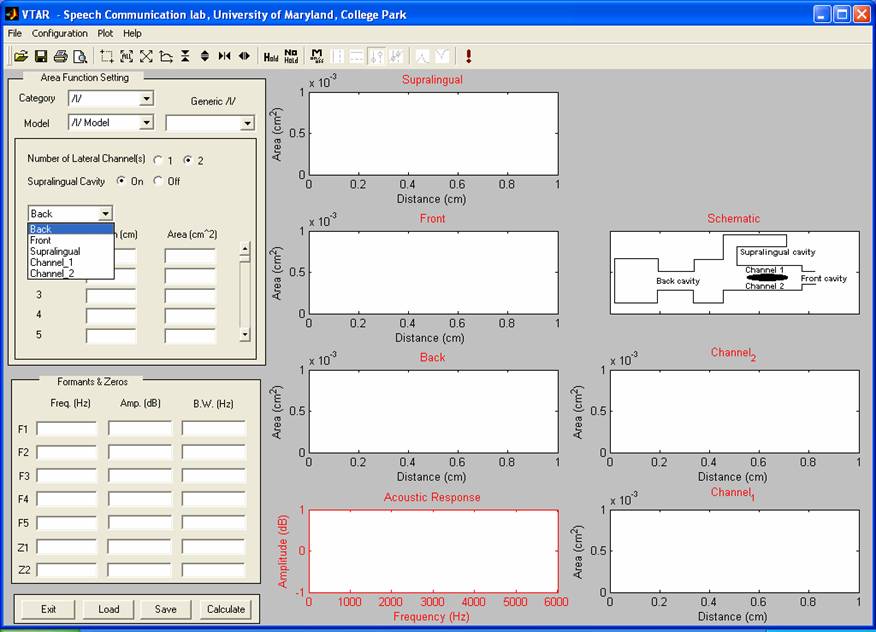 VTAR - Speech Communication lab, University of Maryland, College Park
File Configuration Plot Help
Hold No Hold M on/off
Area Function Setting
Category /l/ Generic /l/
Model /l/ Model
Number of Lateral Channel(s) 1 2
Supralingual Cavity On Off
Back
Back
Front
Supralingual
Channel_1
Channel_2
(cm) Area (cm^2)
3
4
5
Formants & Zeros
Freq. (Hz) Amp. (dB) B.W. (Hz)
F1
F2
F3
F4
F5
Z1
Z2
Exit Load Save Calculate
Supralingual
x 10^-3
Area (cm^2)
1
0.5
0
0 0.2 0.4 0.6 0.8 1
Distance (cm)
Front
x 10^-3
Area (cm^2)
1
0.5
0
0 0.2 0.4 0.6 0.8 1
Distance (cm)
Schematic
Supralingual cavity
Channel 1
Back cavity Front cavity
Channel 2
Back
x 10^-3
Area (cm^2)
1
0.5
0
0 0.2 0.4 0.6 0.8 1
Distance (cm)
Channel_2
x 10^-3
Area (cm^2)
1
0.5
0
0 0.2 0.4 0.6 0.8 1
Distance (cm)
Acoustic Response
Amplitude (dB)
1
0
-1
0 1000 2000 3000 4000 5000 6000
Frequency (Hz)
Channel_1
x 10^-3
Area (cm^2)
1
0.5
0
0 0.2 0.4 0.6 0.8 1
Distance (cm)